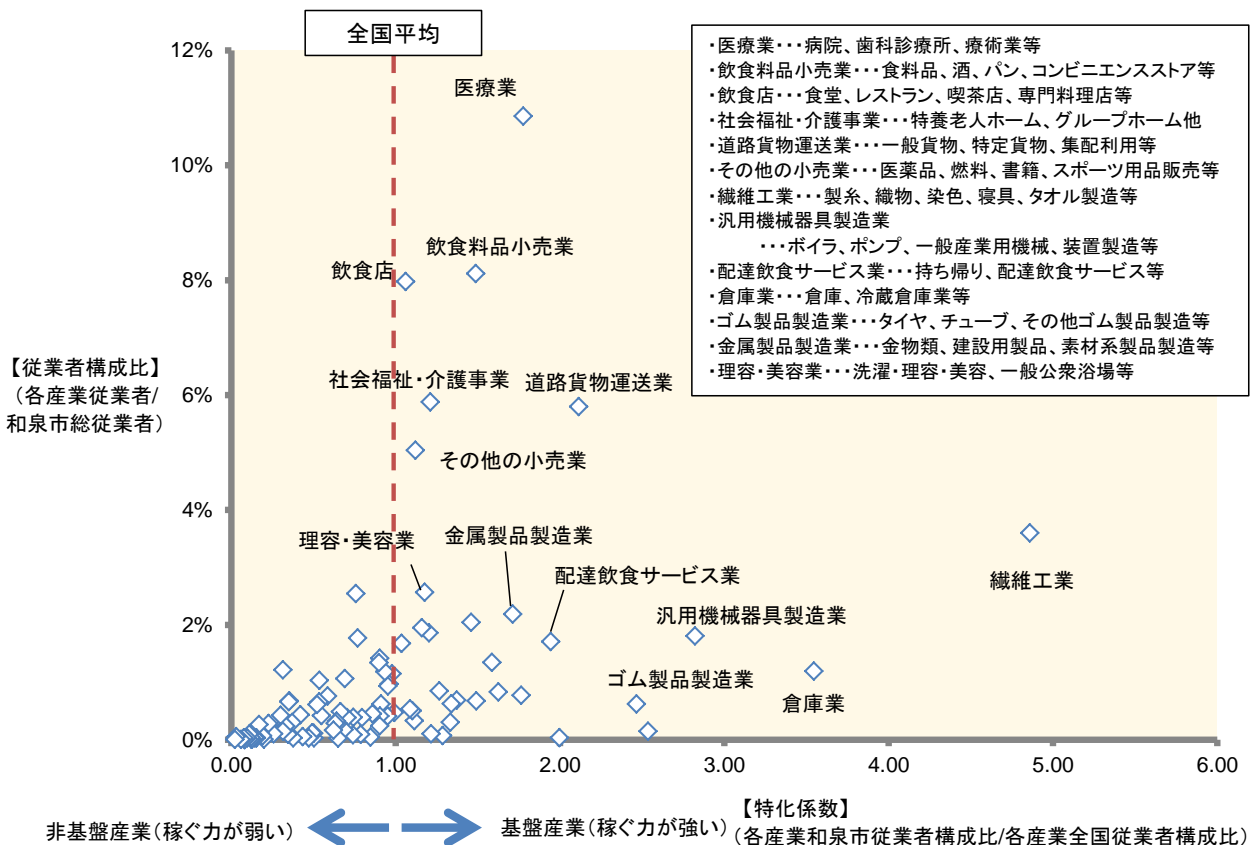 全国平均
12%
10%
8%
6%
4%
2%
0%
0.00
1.00
2.00
3.00
4.00
5.00
6.00
【従業者構成比】
(各産業従業者/
和泉市総従業者)
医療業
飲食料品小売業
飲食店
社会福祉・介護事業
道路貨物運送業
その他の小売業
理容・美容業
金属製品製造業
配達飲食サービス業
汎用機械器具製造業
繊維工業
ゴム製品製造業
倉庫業
・医療業・・・病院、歯科診療所、療術業等
・飲食料品小売業・・・食料品、酒、パン、コンビニエンスストア等
・飲食店・・・食堂、レストラン、喫茶店、専門料理店等
・社会福祉・介護事業・・・特養老人ホーム、グループホーム他
・道路貨物運送業・・・一般貨物、特定貨物、集配利用等
・その他の小売業・・・医薬品、燃料、書籍、スポーツ用品販売等
・繊維工業・・・製糸、織物、染色、寝具、タオル製造等
・汎用機械器具製造業
・・・ボイラ、ポンプ、一般産業用機械、装置製造等
・配達飲食サービス業・・・持ち帰り、配達飲食サービス等
・倉庫業・・・倉庫、冷蔵倉庫業等
・ゴム製品製造業・・・タイヤ、チューブ、その他ゴム製品製造等
・金属製品製造業・・・金物類、建設用製品、素材系製品製造等
・理容・美容業・・・洗濯・理容・美容、一般公衆浴場等
非基盤産業(稼ぐ力が弱い)
基盤産業(稼ぐ力が強い)
【特化係数】
(各産業和泉市従業者構成比/各産業全国従業者構成比)